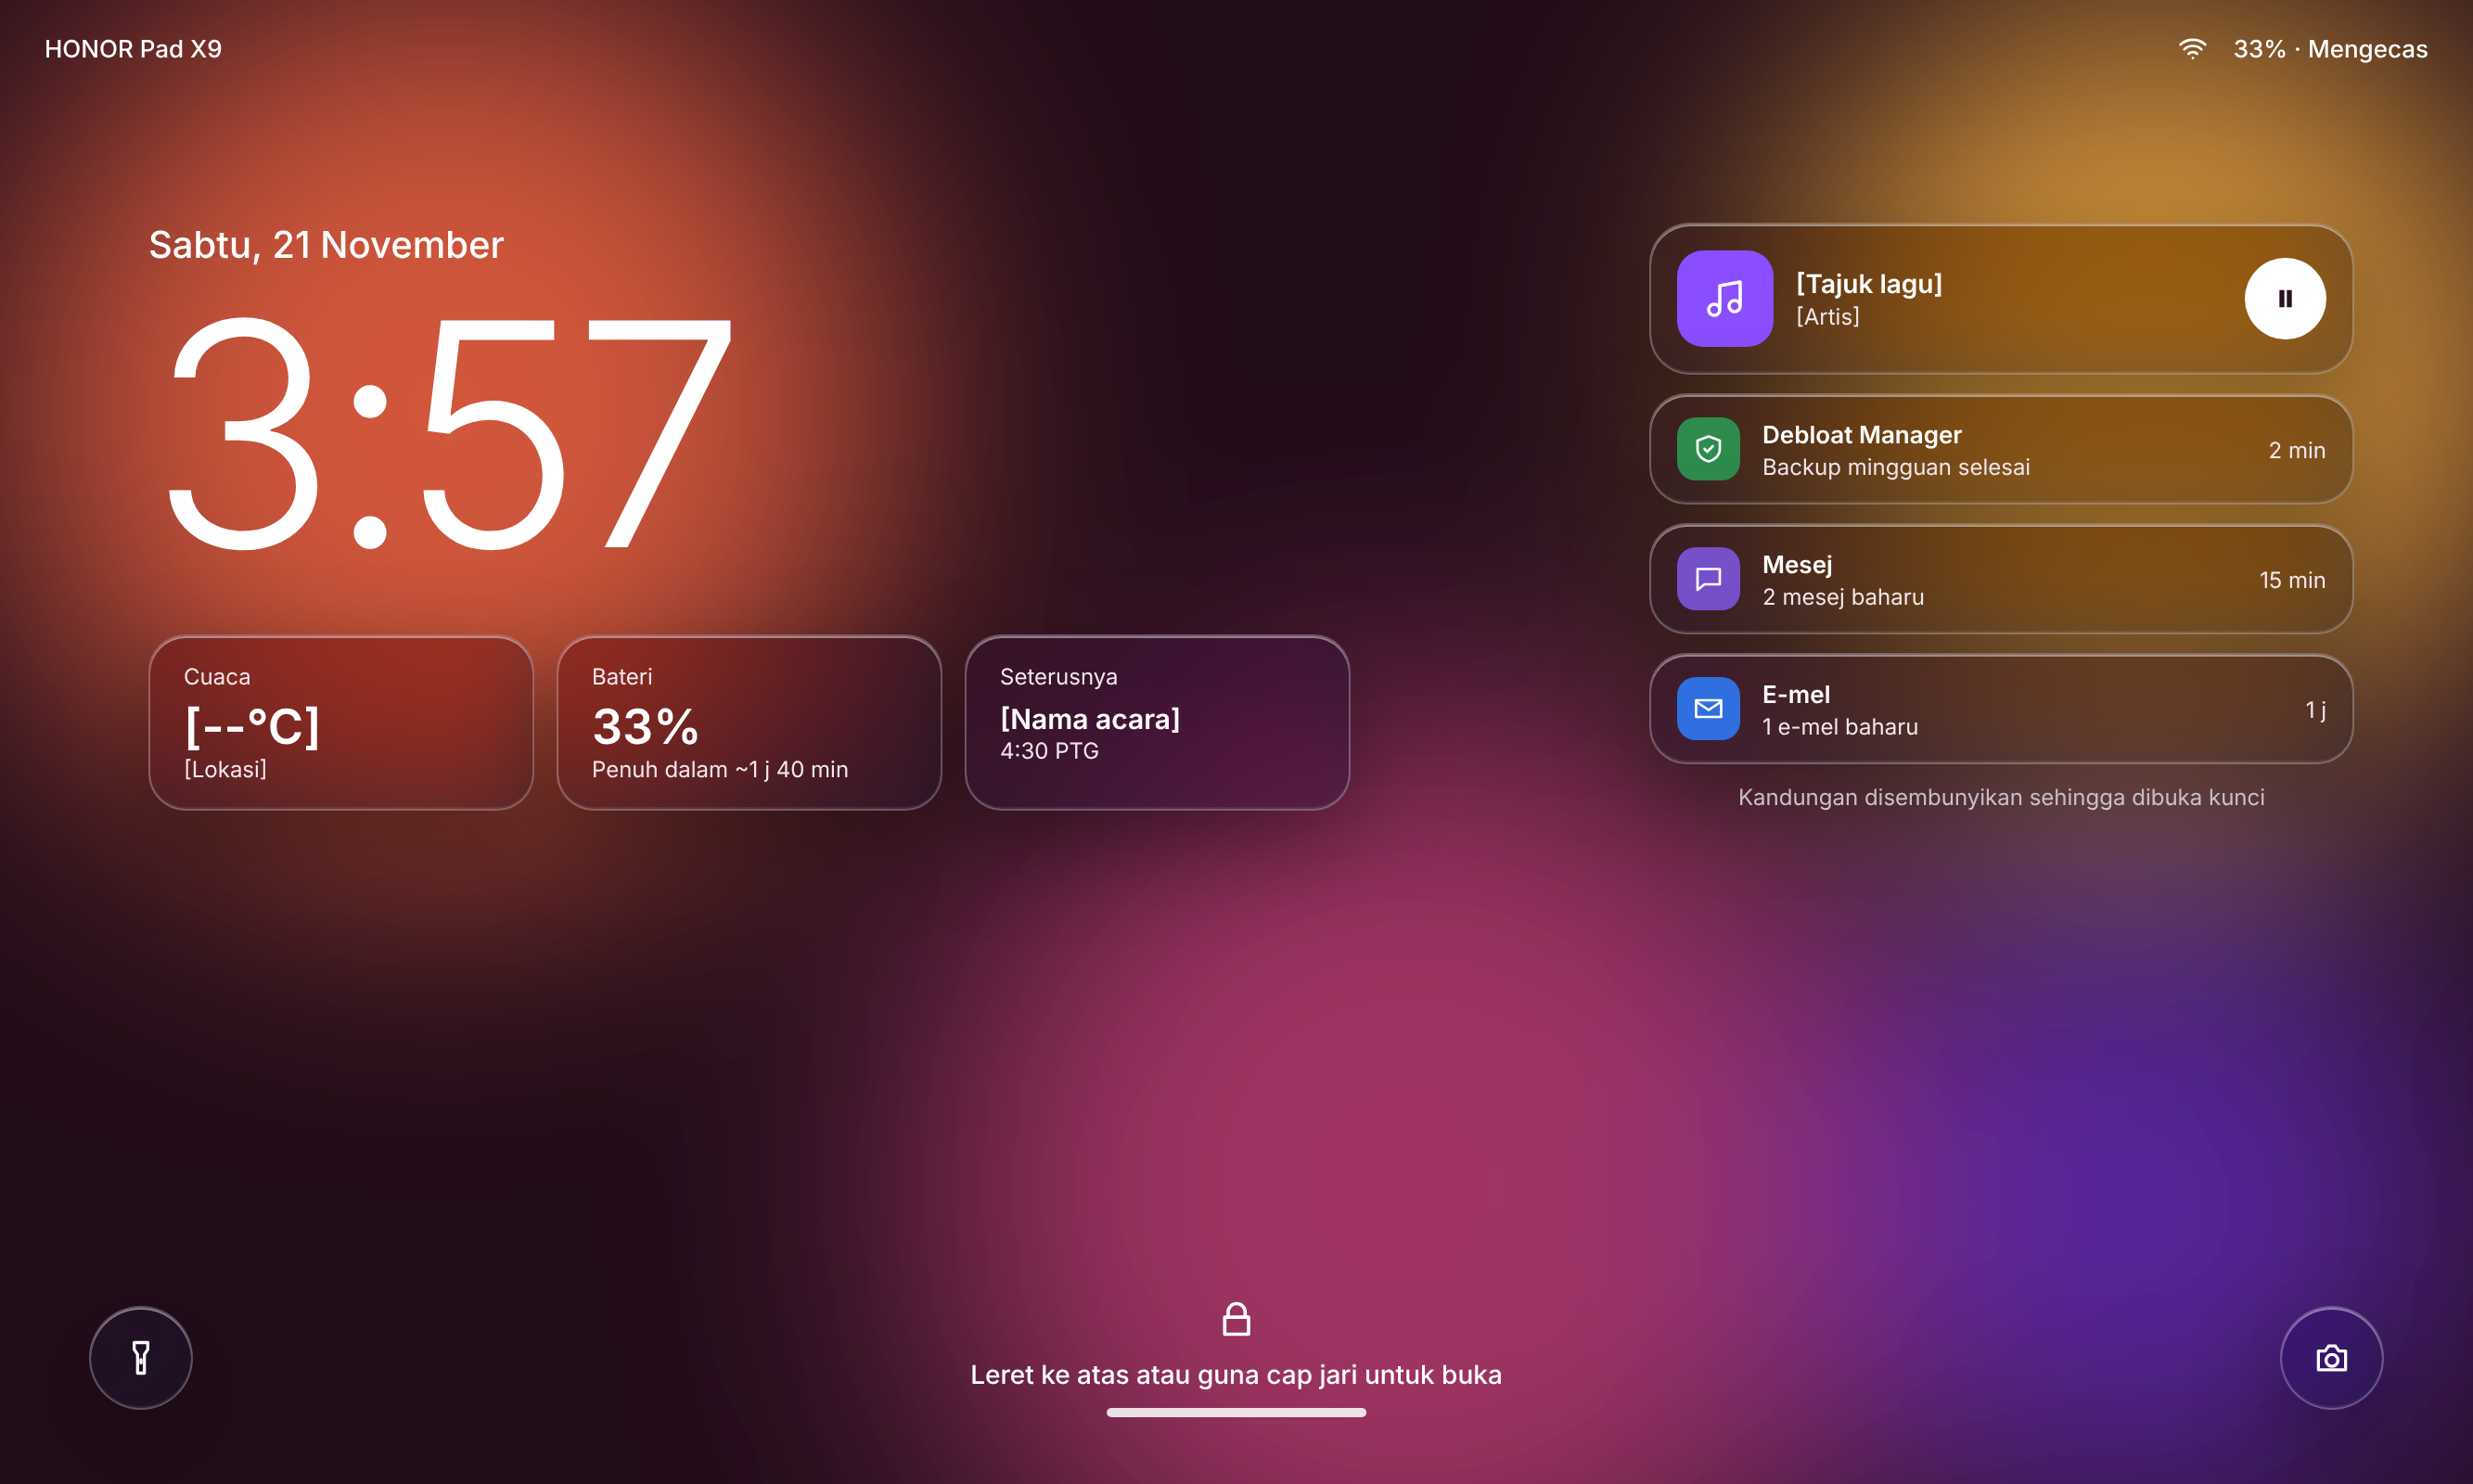 HONOR Pad X9
33% · Mengecas
Sabtu, 21 November
3:57
Cuaca
[--°C]
[Lokasi]
Bateri
33%
Penuh dalam ~1 j 40 min
Seterusnya
[Nama acara]
4:30 PTG
[Tajuk lagu]
[Artis]
Debloat Manager
Backup mingguan selesai
2 min
Mesej
2 mesej baharu
15 min
E-mel
1 e-mel baharu
1 j
Kandungan disembunyikan sehingga dibuka kunci
Leret ke atas atau guna cap jari untuk buka